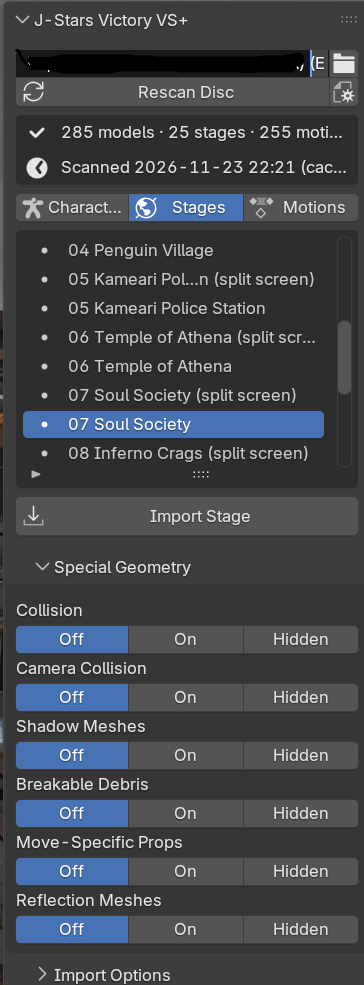 J-Stars Victory VS+
(E
Rescan Disc
285 models · 25 stages · 255 moti...
Scanned 2026-11-23 22:21 (cac...
Charact...
Stages
Motions
04 Penguin Village
05 Kameari Pol...n (split screen)
05 Kameari Police Station
06 Temple of Athena (split scr...
06 Temple of Athena
07 Soul Society (split screen)
07 Soul Society
08 Inferno Crags (split screen)
Import Stage
Special Geometry
Collision
Off On Hidden
Camera Collision
Off On Hidden
Shadow Meshes
Off On Hidden
Breakable Debris
Off On Hidden
Move-Specific Props
Off On Hidden
Reflection Meshes
Off On Hidden
Import Options